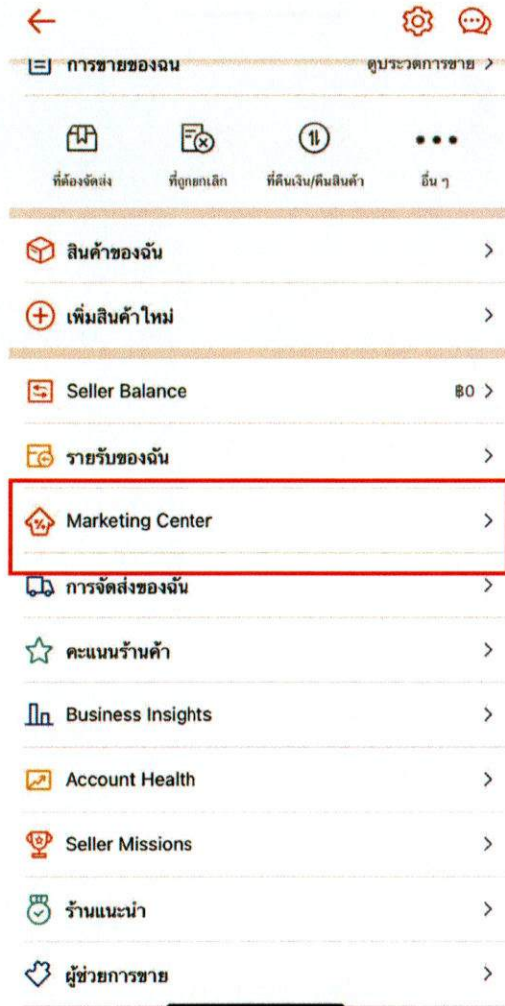 การขายของฉัน ดูประวัติการขาย
ที่ต้องจัดส่ง ที่ถูกยกเลิก ที่คืนเงิน/คืนสินค้า อื่น ๆ
สินค้าของฉัน
เพิ่มสินค้าใหม่
Seller Balance ฿0
รายรับของฉัน
Marketing Center
การจัดส่งของฉัน
คะแนนร้านค้า
Business Insights
Account Health
Seller Missions
ร้านแนะนำ
ผู้ช่วยการขาย